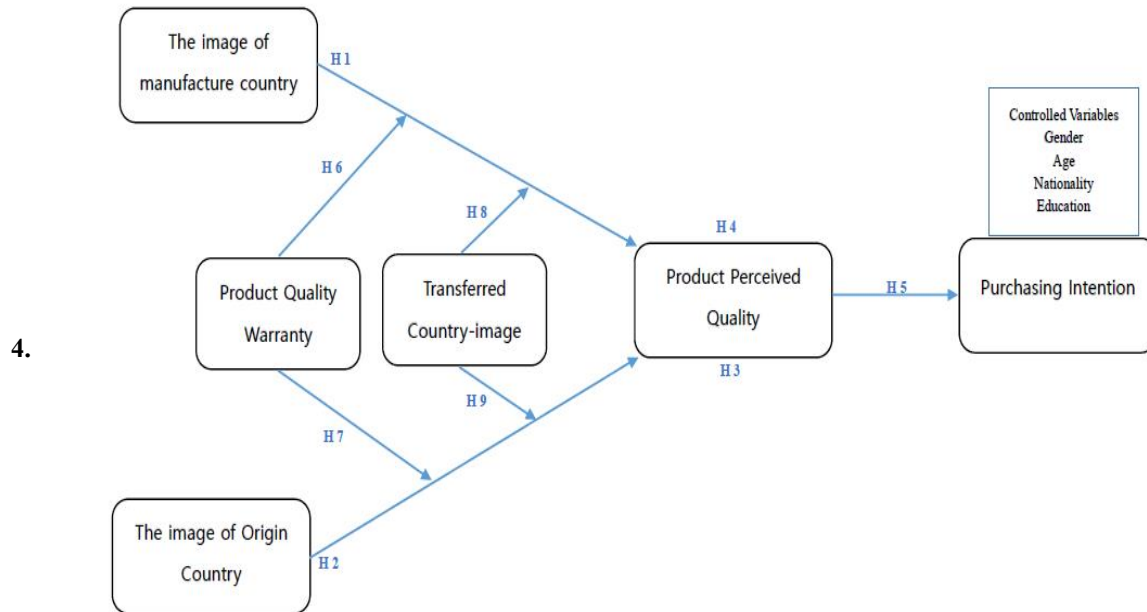 The image of
manufacture country
H1
Controlled Variables
Gender
Age
Nationality
Education
H6
H8
H4
Product Quality
Warranty
Transferred
Country-image
Product Perceived
Quality
H5
Purchasing Intention
4.
H3
H9
H7
The image of Origin
Country
H2